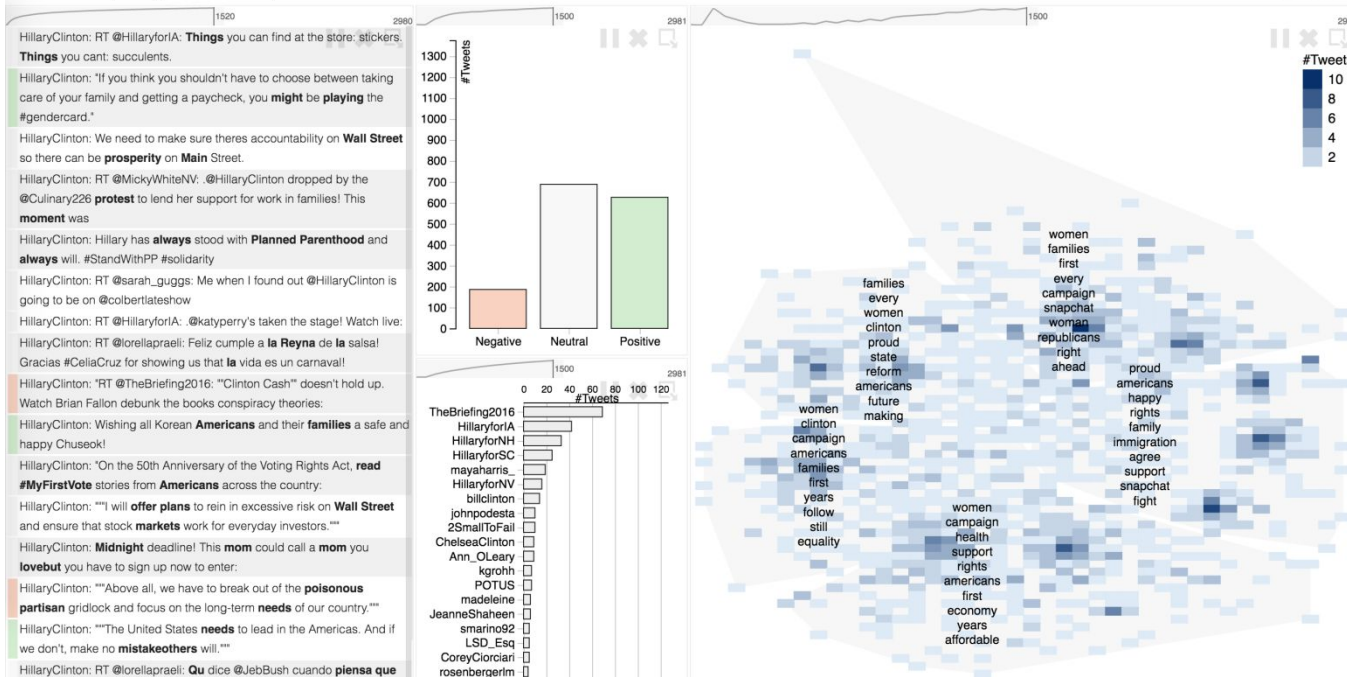 1520
2980
HillaryClinton: RT @HillaryforIA: Things you can find at the store: stickers.
Things you cant: succulents.
HillaryClinton: "If you think you shouldn't have to choose between taking
care of your family and getting a paycheck, you might be playing the
#gendercard."
HillaryClinton: We need to make sure theres accountability on Wall Street
so there can be prosperity on Main Street.
HillaryClinton: RT @MickyWhiteNV: .@HillaryClinton dropped by the
@Culinary226 protest to lend her support for work in families! This
moment was
HillaryClinton: Hillary has always stood with Planned Parenthood and
always will. #StandWithPP #solidarity
HillaryClinton: RT @sarah_guggs: Me when I found out @HillaryClinton is
going to be on @colbertlateshow
HillaryClinton: RT @HillaryforIA: .@katyperry's taken the stage! Watch live:
HillaryClinton: RT @lorellapraeli: Feliz cumple a la Reyna de la salsa!
Gracias #CeliaCruz for showing us that la vida es un carnaval!
HillaryClinton: "RT @TheBriefing2016: "'Clinton Cash'" doesn't hold up.
Watch Brian Fallon debunk the books conspiracy theories:
HillaryClinton: Wishing all Korean Americans and their families a safe and
happy Chuseok!
HillaryClinton: "On the 50th Anniversary of the Voting Rights Act, read
#MyFirstVote stories from Americans across the country:
HillaryClinton: """I will offer plans to rein in excessive risk on Wall Street
and ensure that stock markets work for everyday investors."""
HillaryClinton: Midnight deadline! This mom could call a mom you
lovebut you have to sign up now to enter:
HillaryClinton: """Above all, we have to break out of the poisonous
partisan gridlock and focus on the long-term needs of our country."""
HillaryClinton: """The United States needs to lead in the Americas. And if
we don't, make no mistakeothers will."""
HillaryClinton: RT @lorellapraeli: Qu dice @JebBush cuando piensa que
1500
2981
#Tweets
1300
1200
1100
1000
900
800
700
600
500
400
300
200
100
0
Negative
Neutral
Positive
1500
2981
0 20 40 60 80 100 120
#Tweets
TheBriefing2016
HillaryforIA
HillaryforNH
HillaryforSC
mayaharris_
HillaryforNV
billclinton
johnpodesta
2SmallToFail
ChelseaClinton
Ann_OLeary
kgrohh
POTUS
madeleine
JeanneShaheen
smarino92
LSD_Esq
CoreyCiorciari
rosenbergerlm
1500
#Tweet
10
8
6
4
2
women
families
first
every
campaign
snapchat
woman
republicans
right
ahead
families
every
women
clinton
proud
state
reform
americans
future
making
proud
americans
happy
rights
family
immigration
agree
support
snapchat
fight
women
clinton
campaign
americans
families
first
years
follow
still
equality
women
campaign
health
support
rights
americans
first
economy
years
affordable